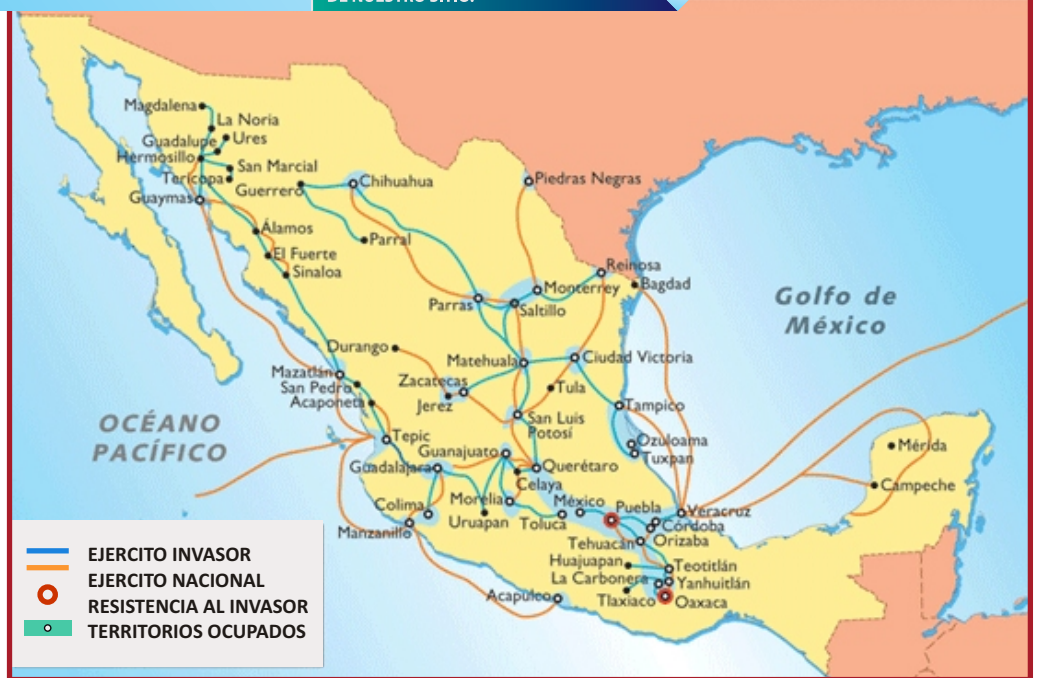 DE NUESTRO SITIO!
Magdalena
La Noria
Guadalupe
Ures
Hermosillo
San Marcial
Tericopa
Guerrero
Chihuahua
Piedras Negras
Guaymas
Álamos
Parral
El Fuerte
Sinaloa
Reinosa
Bagdad
Monterrey
Parras
Saltillo
Golfo de
México
Durango
Matehuala
Ciudad Victoria
Mazatlán
Zacatecas
San Pedro
Tula
Acaponeta
Jerez
Tampico
San Luis
Potosí
OCÉANO
PACÍFICO
Tepic
Ozuloama
Mérida
Guanajuato
Tuxpan
Guadalajara
Querétaro
Celaya
Campeche
Colima
Morelia
México
Puebla
Veracruz
Uruapan
Toluca
Córdoba
Manzanillo
Tehuacán
Orizaba
Huajuapan
Teotitlán
La Carbonera
Yanhuitlán
Acapulco
Tlaxiaco
Oaxaca
EJERCITO INVASOR
EJERCITO NACIONAL
RESISTENCIA AL INVASOR
TERRITORIOS OCUPADOS